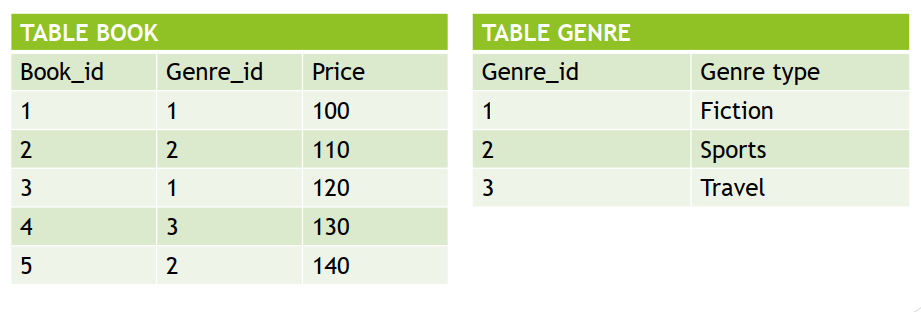 TABLE BOOK
Book_id Genre_id Price
1 1 100
2 2 110
3 1 120
4 3 130
5 2 140
TABLE GENRE
Genre_id Genre type
1 Fiction
2 Sports
3 Travel